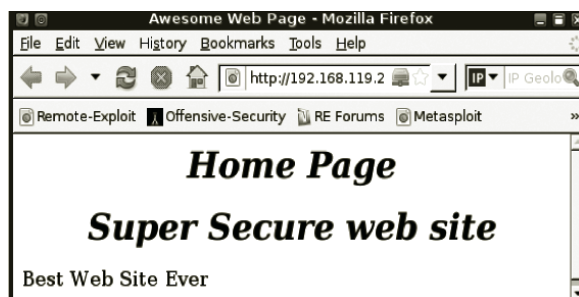 Awesome Web Page - Mozilla Firefox
File Edit View History Bookmarks Tools Help
http://192.168.119.2 IP IP Geolo
Remote-Exploit Offensive-Security RE Forums Metasploit »
Home Page
Super Secure web site
Best Web Site Ever